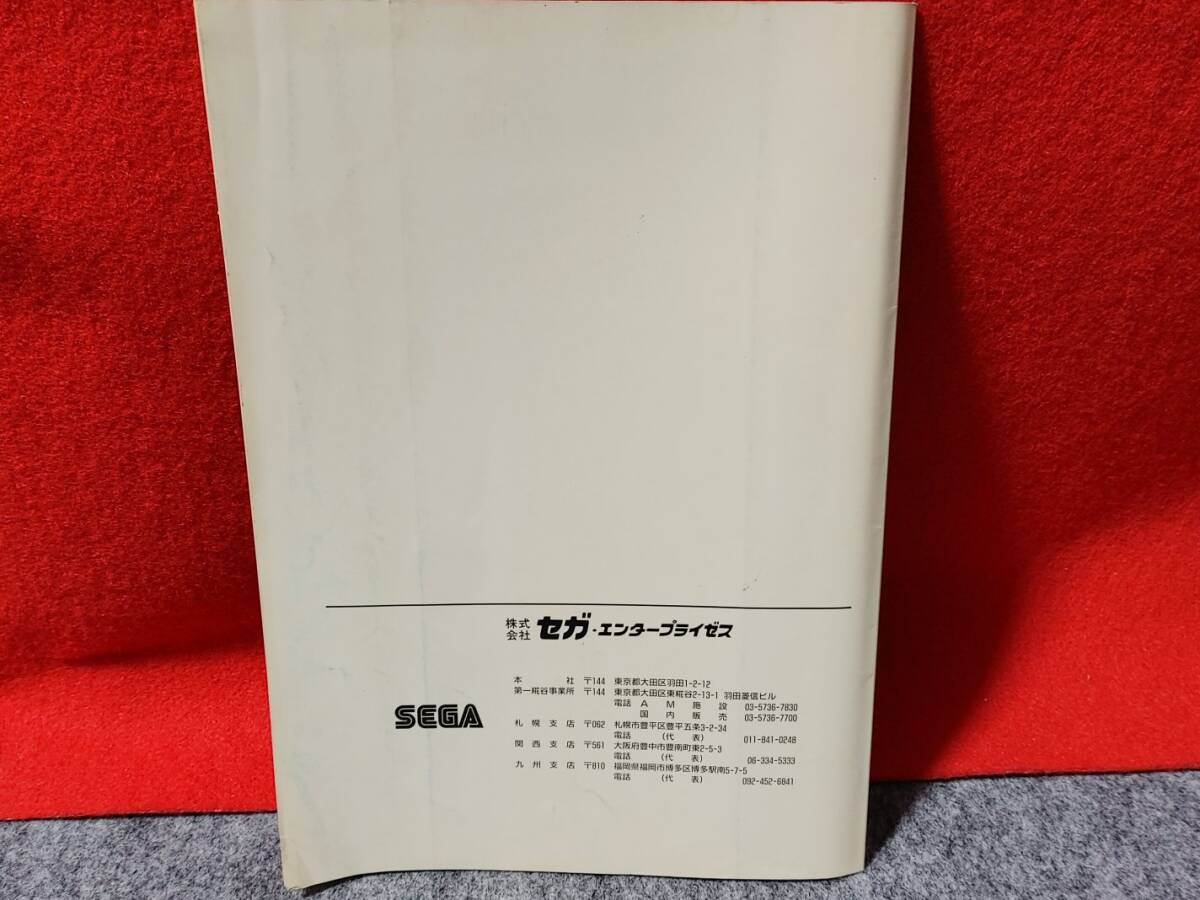 株式会社 セガ・エンタープライゼス
SEGA
本社 〒144 東京都大田区羽田1-2-12
第一糀谷事業所 〒144 東京都大田区東糀谷2-13-1 羽田菱信ビル
電話 AM施設 03-5736-7830
国内販売 03-5736-7700
札幌支店 〒062 札幌市豊平区豊平五条3-2-34
電話 (代表) 011-841-0248
関西支店 〒561 大阪府豊中市豊南町東2-5-3
電話 (代表) 06-334-5333
九州支店 〒810 福岡県福岡市博多区博多駅南5-7-5
電話 (代表) 092-452-6841